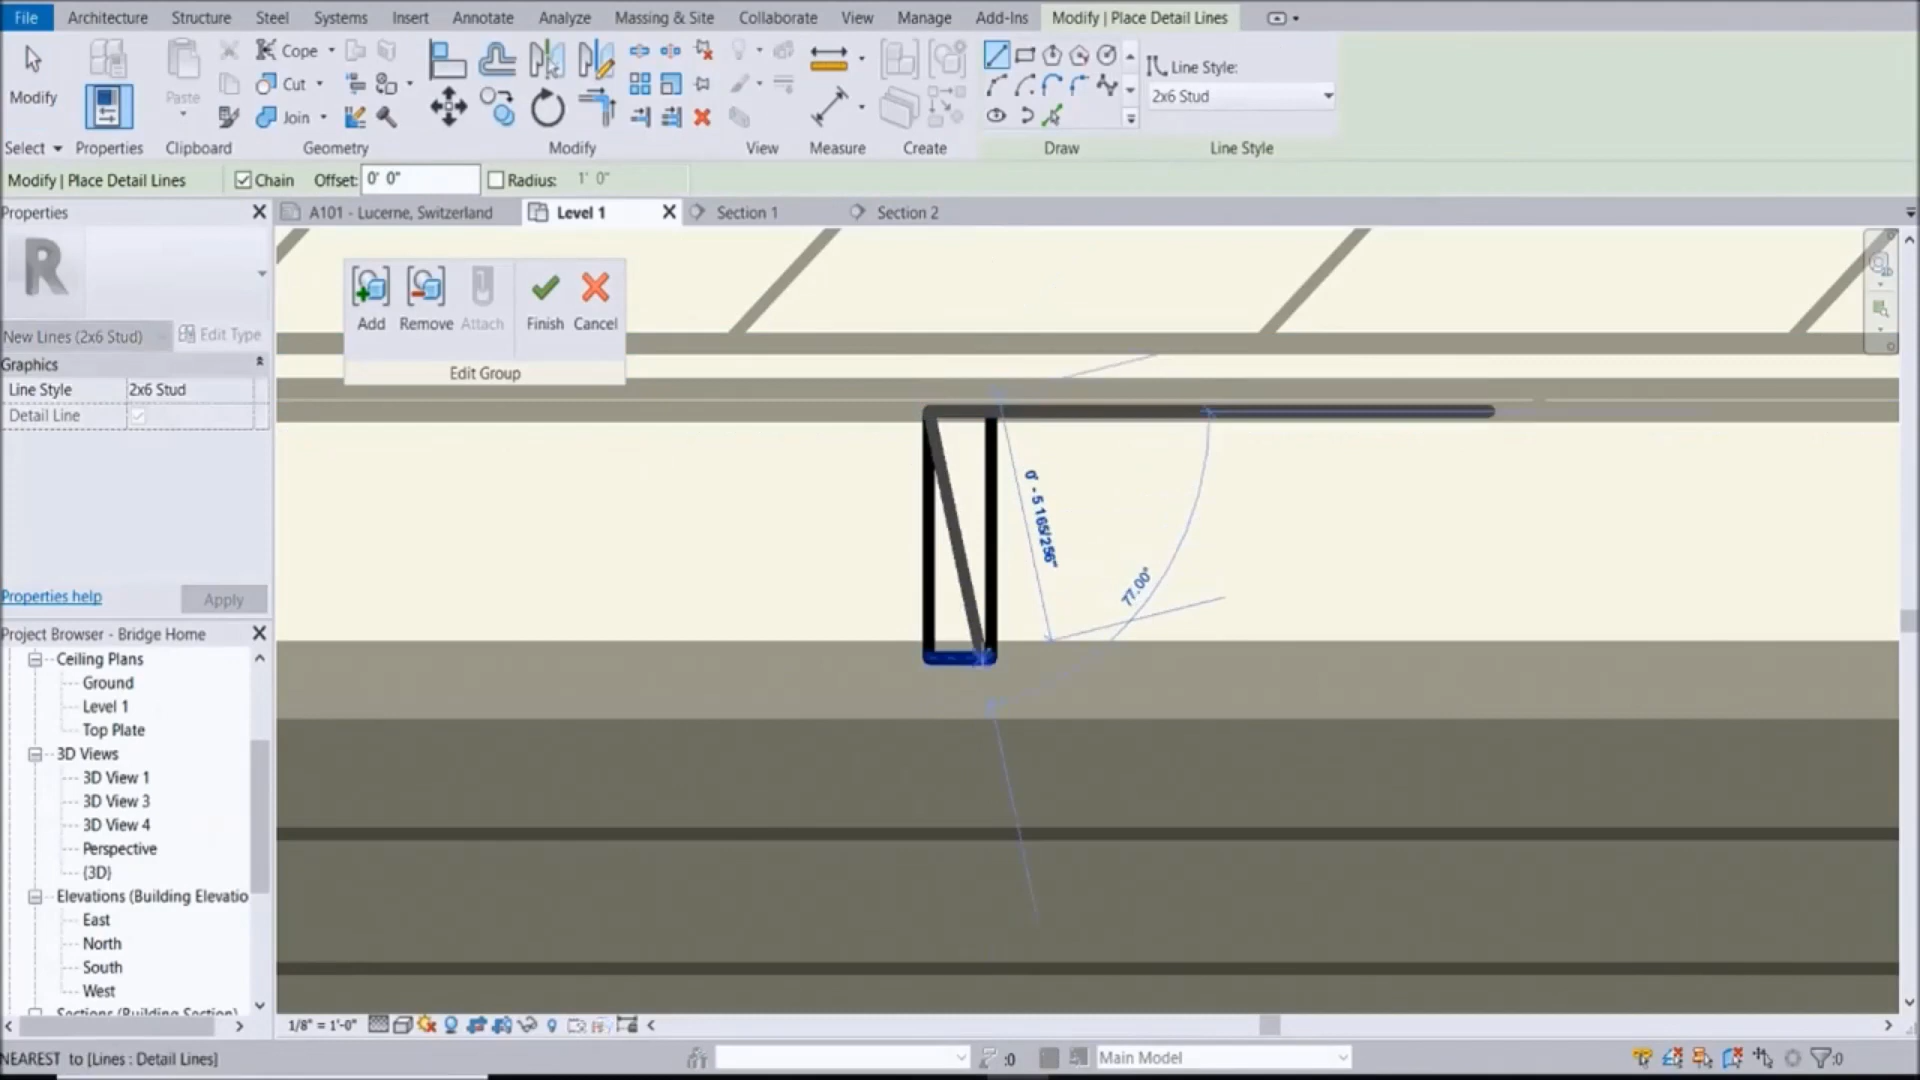 File Architecture Structure Steel Systems Insert Annotate Analyze Massing & Site Collaborate View Manage Add-Ins Modify | Place Detail Lines
Modify
Paste
Cope
Cut
Join
Line Style:
2x6 Stud
Select Properties Clipboard Geometry Modify View Measure Create Draw Line Style
Modify | Place Detail Lines Chain Offset: 0' 0" Radius: 1' 0"
Properties
A101 - Lucerne, Switzerland Level 1 Section 1 Section 2
R
New Lines (2x6 Stud) Edit Type
Graphics
Line Style 2x6 Stud
Detail Line
Properties help Apply
Add Remove Attach Finish Cancel
Edit Group
0' - 5 165/256"
77.00°
Project Browser - Bridge Home
Ceiling Plans
Ground
Level 1
Top Plate
3D Views
3D View 1
3D View 3
3D View 4
Perspective
{3D}
Elevations (Building Elevatio
East
North
South
West
Sections (Building Section)
1/8" = 1'-0"
NEAREST to [Lines : Detail Lines]
:0
Main Model
:0